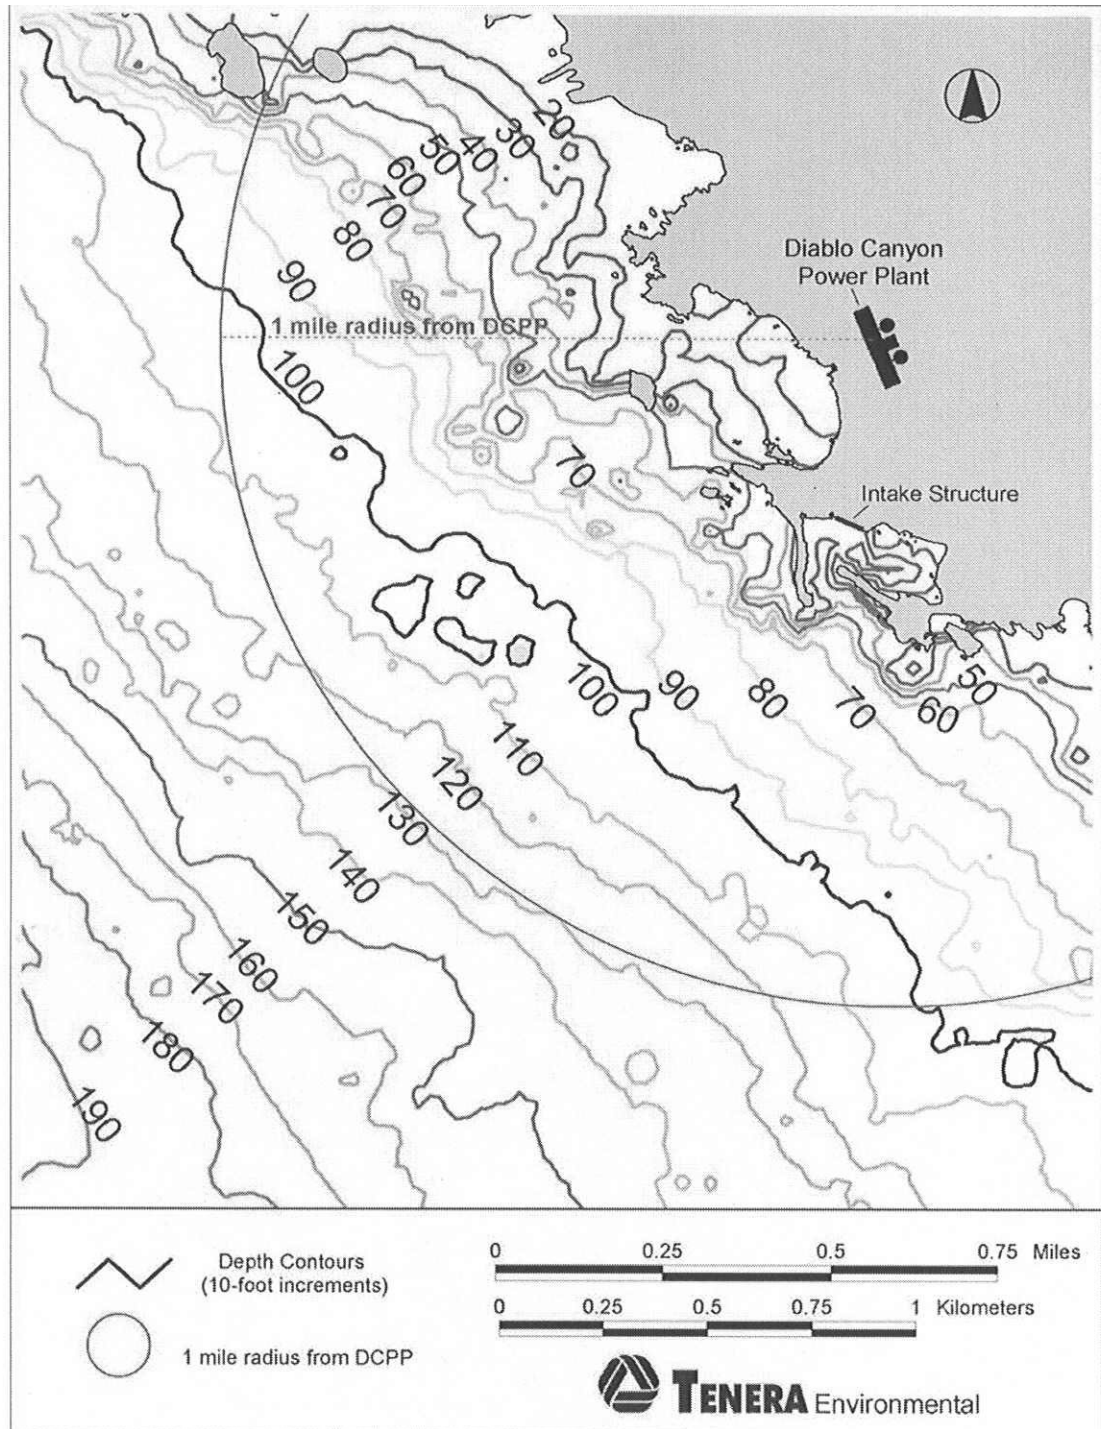 20
30
40
50
60
70
80
90
1 mile radius from DCPP
100
Diablo Canyon
Power Plant
70
Intake Structure
50
60
70
80
90
100
110
120
130
140
150
160
170
180
190
Depth Contours
(10-foot increments)
1 mile radius from DCPP
0 0.25 0.5 0.75 Miles
0 0.25 0.5 0.75 1 Kilometers
TENERA Environmental